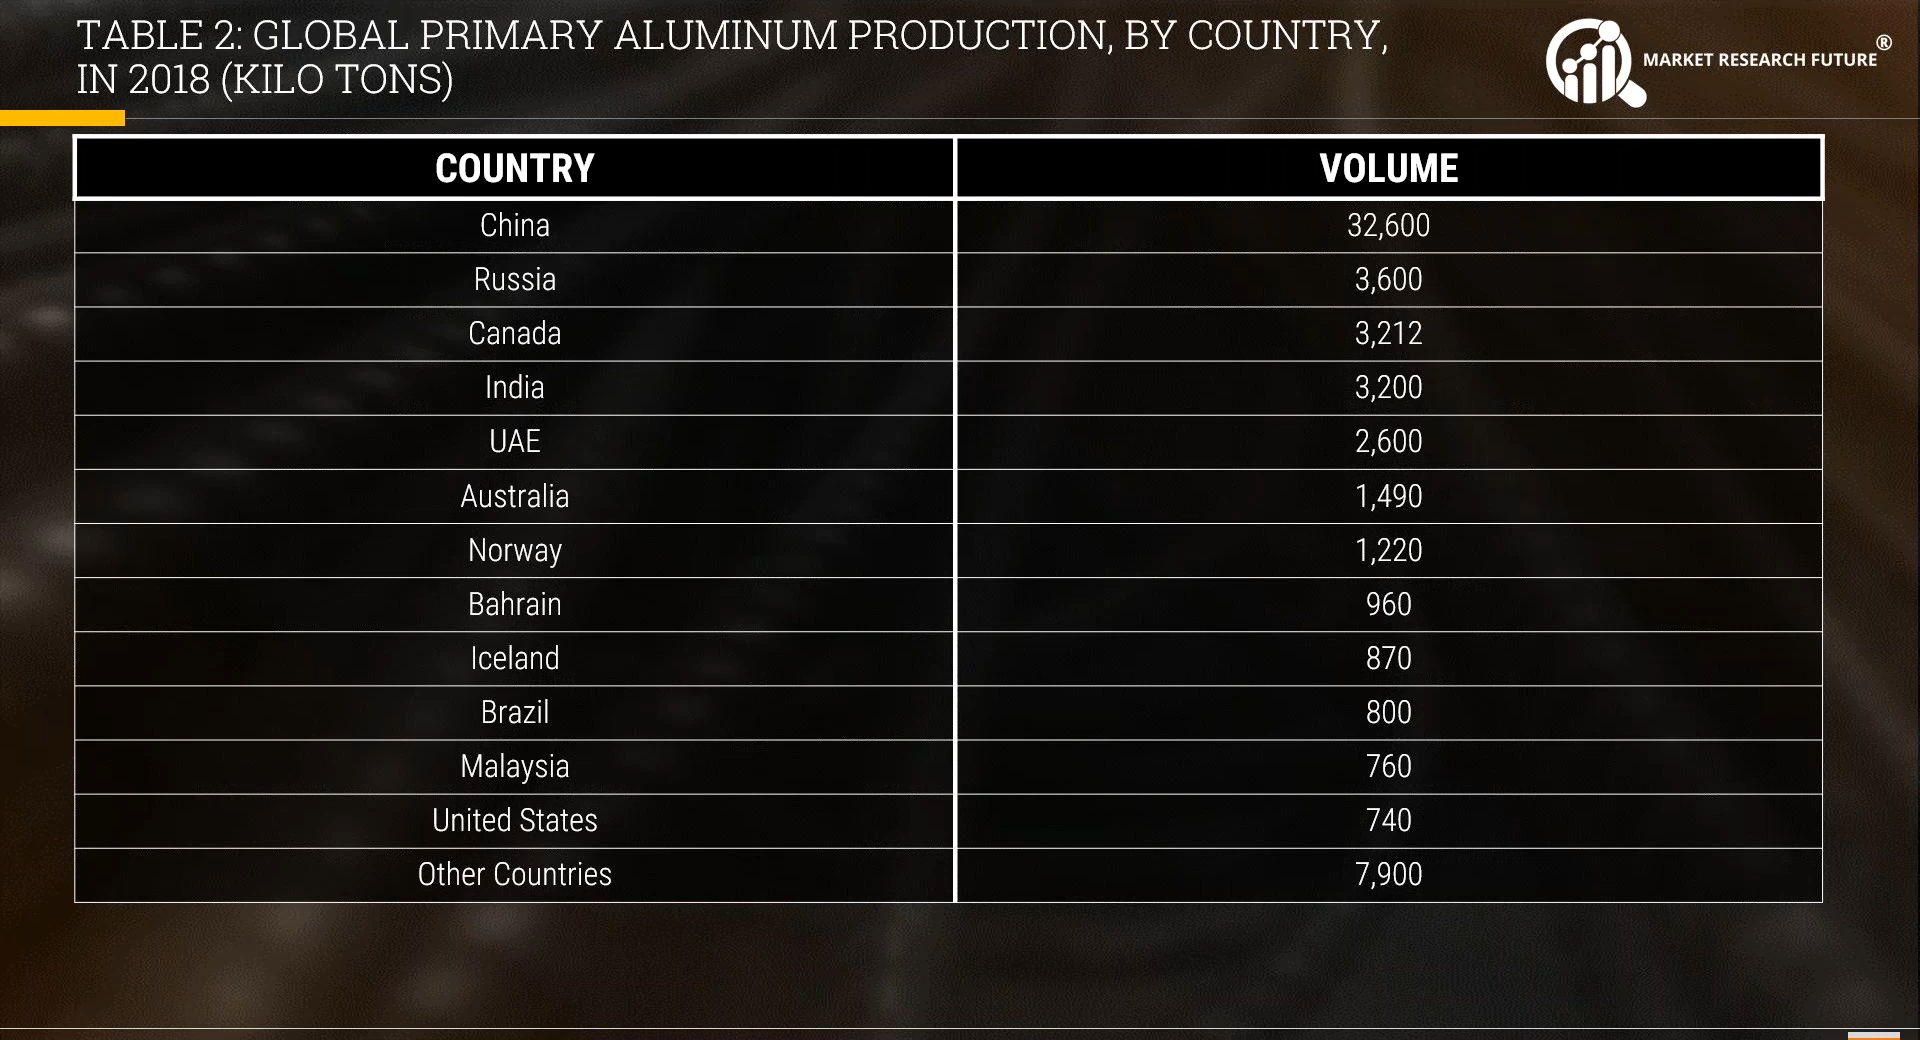 TABLE 2: GLOBAL PRIMARY ALUMINUM PRODUCTION, BY COUNTRY,
IN 2018 (KILO TONS)
MARKET RESEARCH FUTURE®
COUNTRY VOLUME
China 32,600
Russia 3,600
Canada 3,212
India 3,200
UAE 2,600
Australia 1,490
Norway 1,220
Bahrain 960
Iceland 870
Brazil 800
Malaysia 760
United States 740
Other Countries 7,900